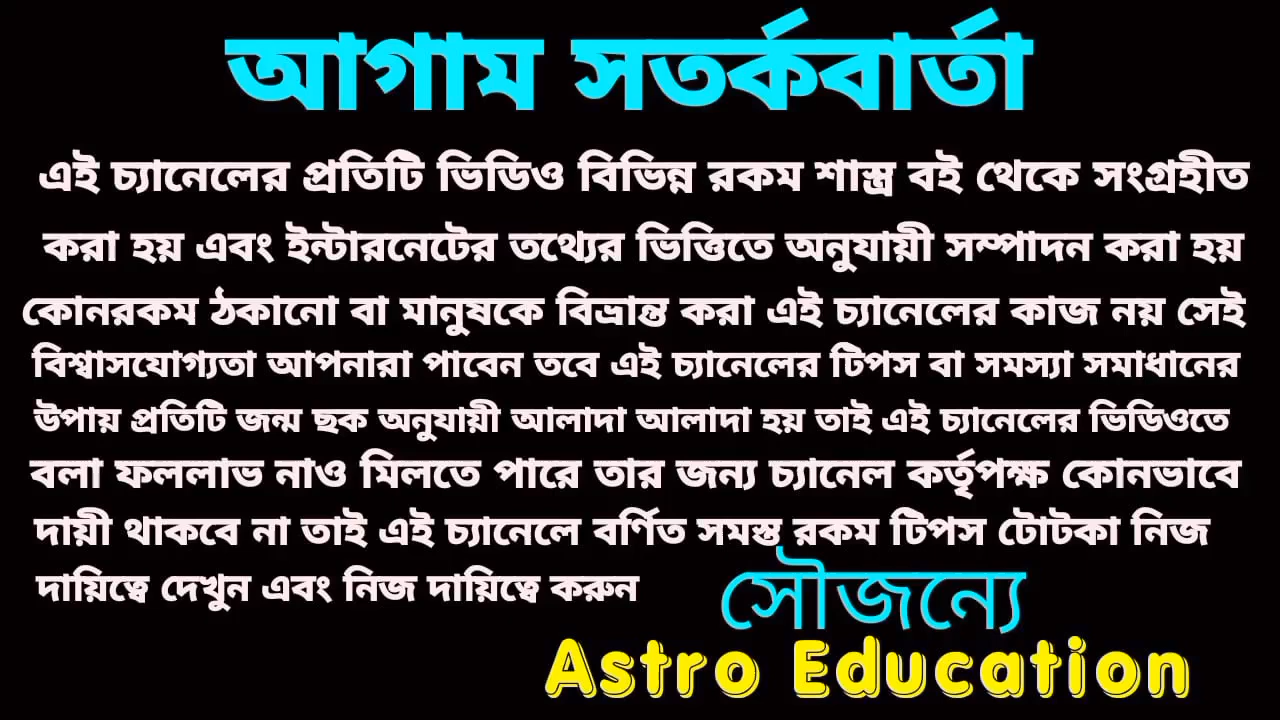 আগাম সতর্কবার্তা
এই চ্যানেলের প্রতিটি ভিডিও বিভিন্ন রকম শাস্ত্র বই থেকে সংগ্রহীত
করা হয় এবং ইন্টারনেটের তথ্যের ভিত্তিতে অনুযায়ী সম্পাদন করা হয়
কোনরকম ঠকানো বা মানুষকে বিভ্রান্ত করা এই চ্যানেলের কাজ নয় সেই
বিশ্বাসযোগ্যতা আপনারা পাবেন তবে এই চ্যানেলের টিপস বা সমস্যা সমাধানের
উপায় প্রতিটি জন্ম ছক অনুযায়ী আলাদা আলাদা হয় তাই এই চ্যানেলের ভিডিওতে
বলা ফললাভ নাও মিলতে পারে তার জন্য চ্যানেল কর্তৃপক্ষ কোনভাবে
দায়ী থাকবে না তাই এই চ্যানেলে বর্ণিত সমস্ত রকম টিপস টোটকা নিজ
দায়িত্বে দেখুন এবং নিজ দায়িত্বে করুন
সৌজন্যে
Astro Education